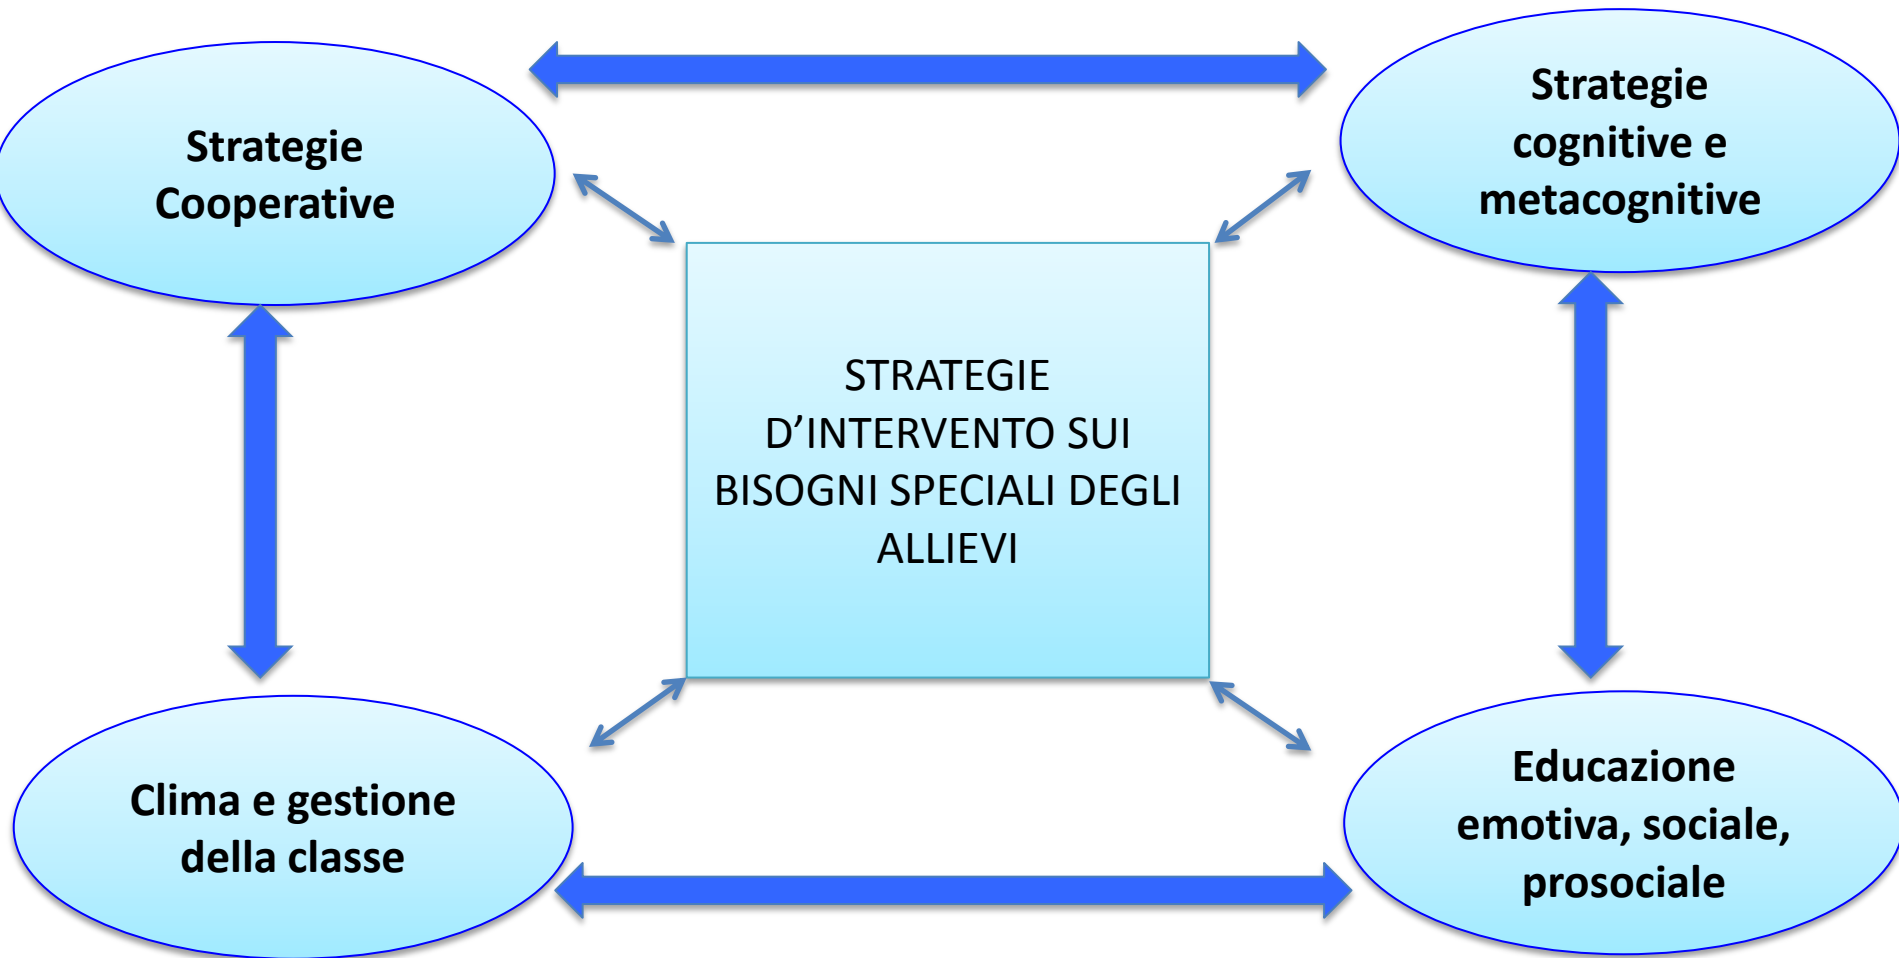 Strategie
Cooperative
Strategie
cognitive e
metacognitive
STRATEGIE
D’INTERVENTO SUI
BISOGNI SPECIALI DEGLI
ALLIEVI
Clima e gestione
della classe
Educazione
emotiva, sociale,
prosociale